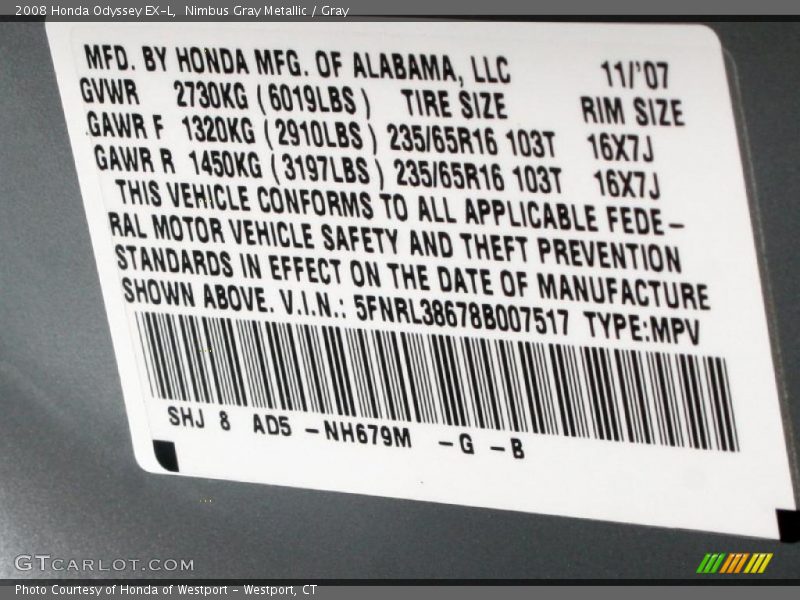 2008 Honda Odyssey EX-L, Nimbus Gray Metallic / Gray
MFD. BY HONDA MFG. OF ALABAMA, LLC 11/'07
GVWR 2730KG (6019LBS) TIRE SIZE RIM SIZE
GAWR F 1320KG (2910LBS) 235/65R16 103T 16X7J
GAWR R 1450KG (3197LBS) 235/65R16 103T 16X7J
THIS VEHICLE CONFORMS TO ALL APPLICABLE FEDE-
RAL MOTOR VEHICLE SAFETY AND THEFT PREVENTION
STANDARDS IN EFFECT ON THE DATE OF MANUFACTURE
SHOWN ABOVE. V.I.N.: 5FNRL38678B007517 TYPE:MPV
SHJ 8 AD5 -NH679M -G -B
GTCARLOT.COM
Photo Courtesy of Honda of Westport - Westport, CT